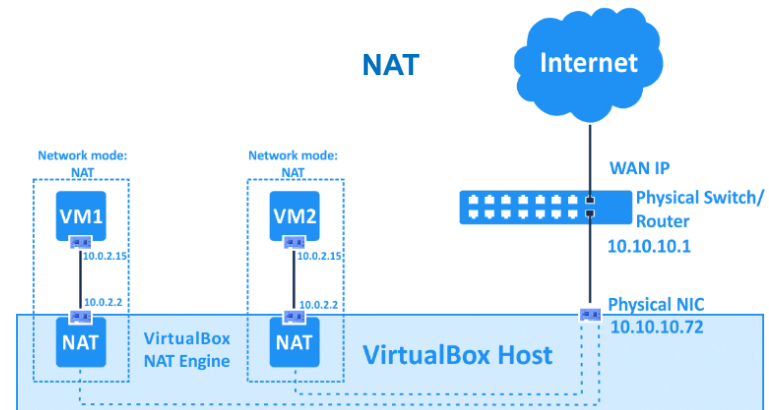 NAT
Internet
Network mode:
NAT
Network mode:
NAT
WAN IP
VM1
VM2
Physical Switch/
Router
10.10.10.1
10.0.2.15
10.0.2.15
10.0.2.2
10.0.2.2
Physical NIC
10.10.10.72
NAT
VirtualBox
NAT Engine
NAT
VirtualBox Host